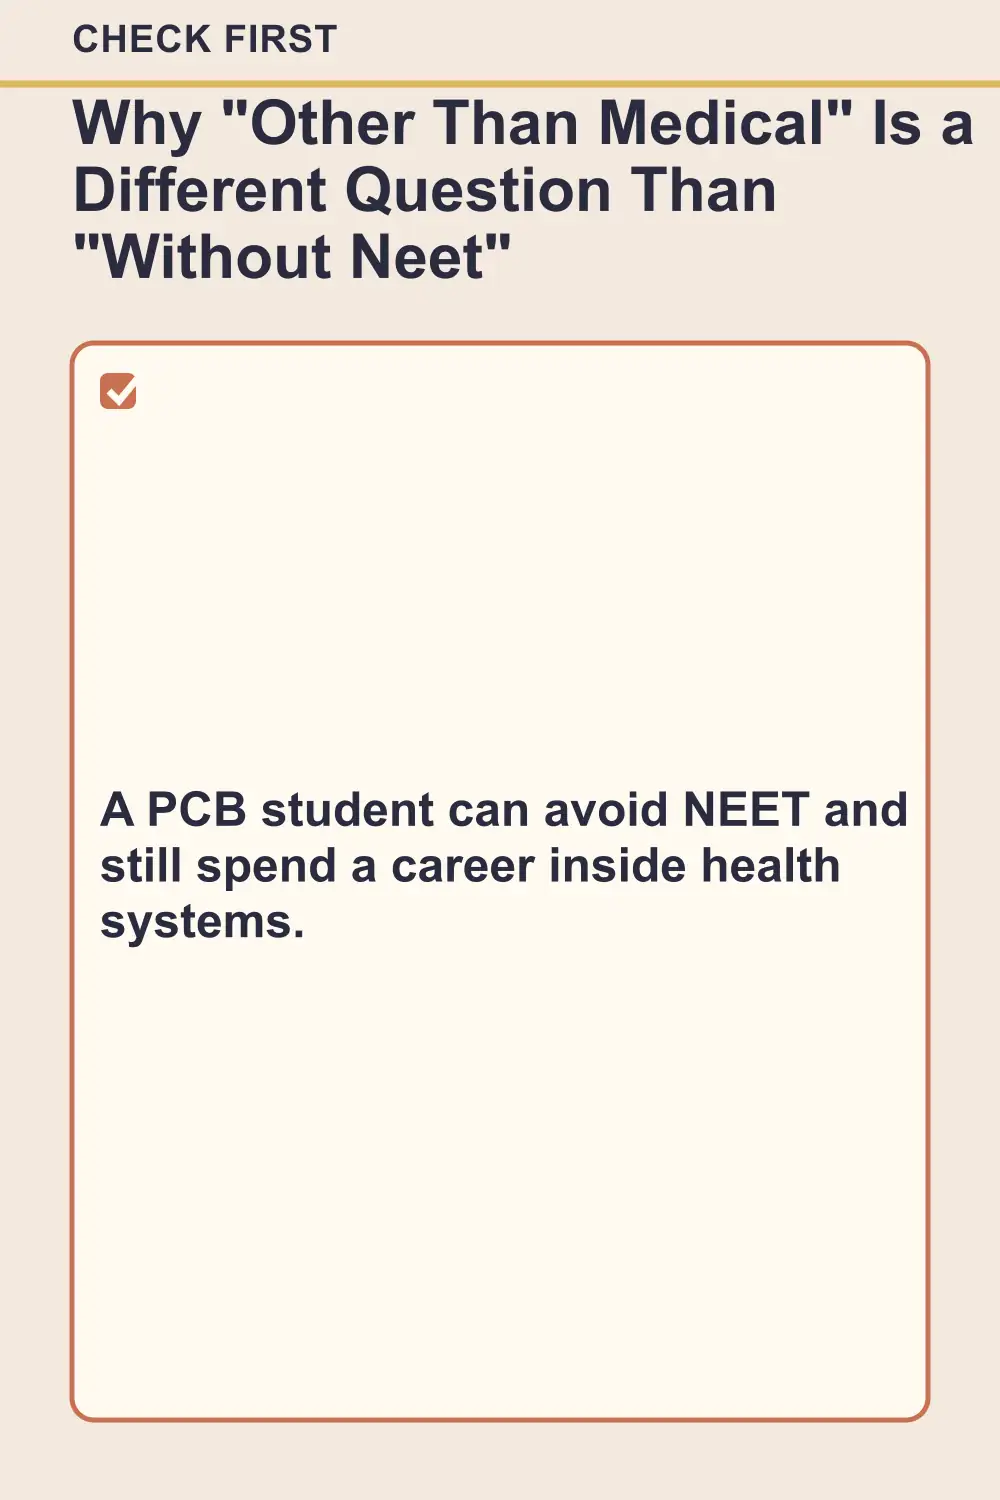 CHECK FIRST
Why "Other Than Medical" Is a
Different Question Than
"Without Neet"
A PCB student can avoid NEET and
still spend a career inside health
systems.